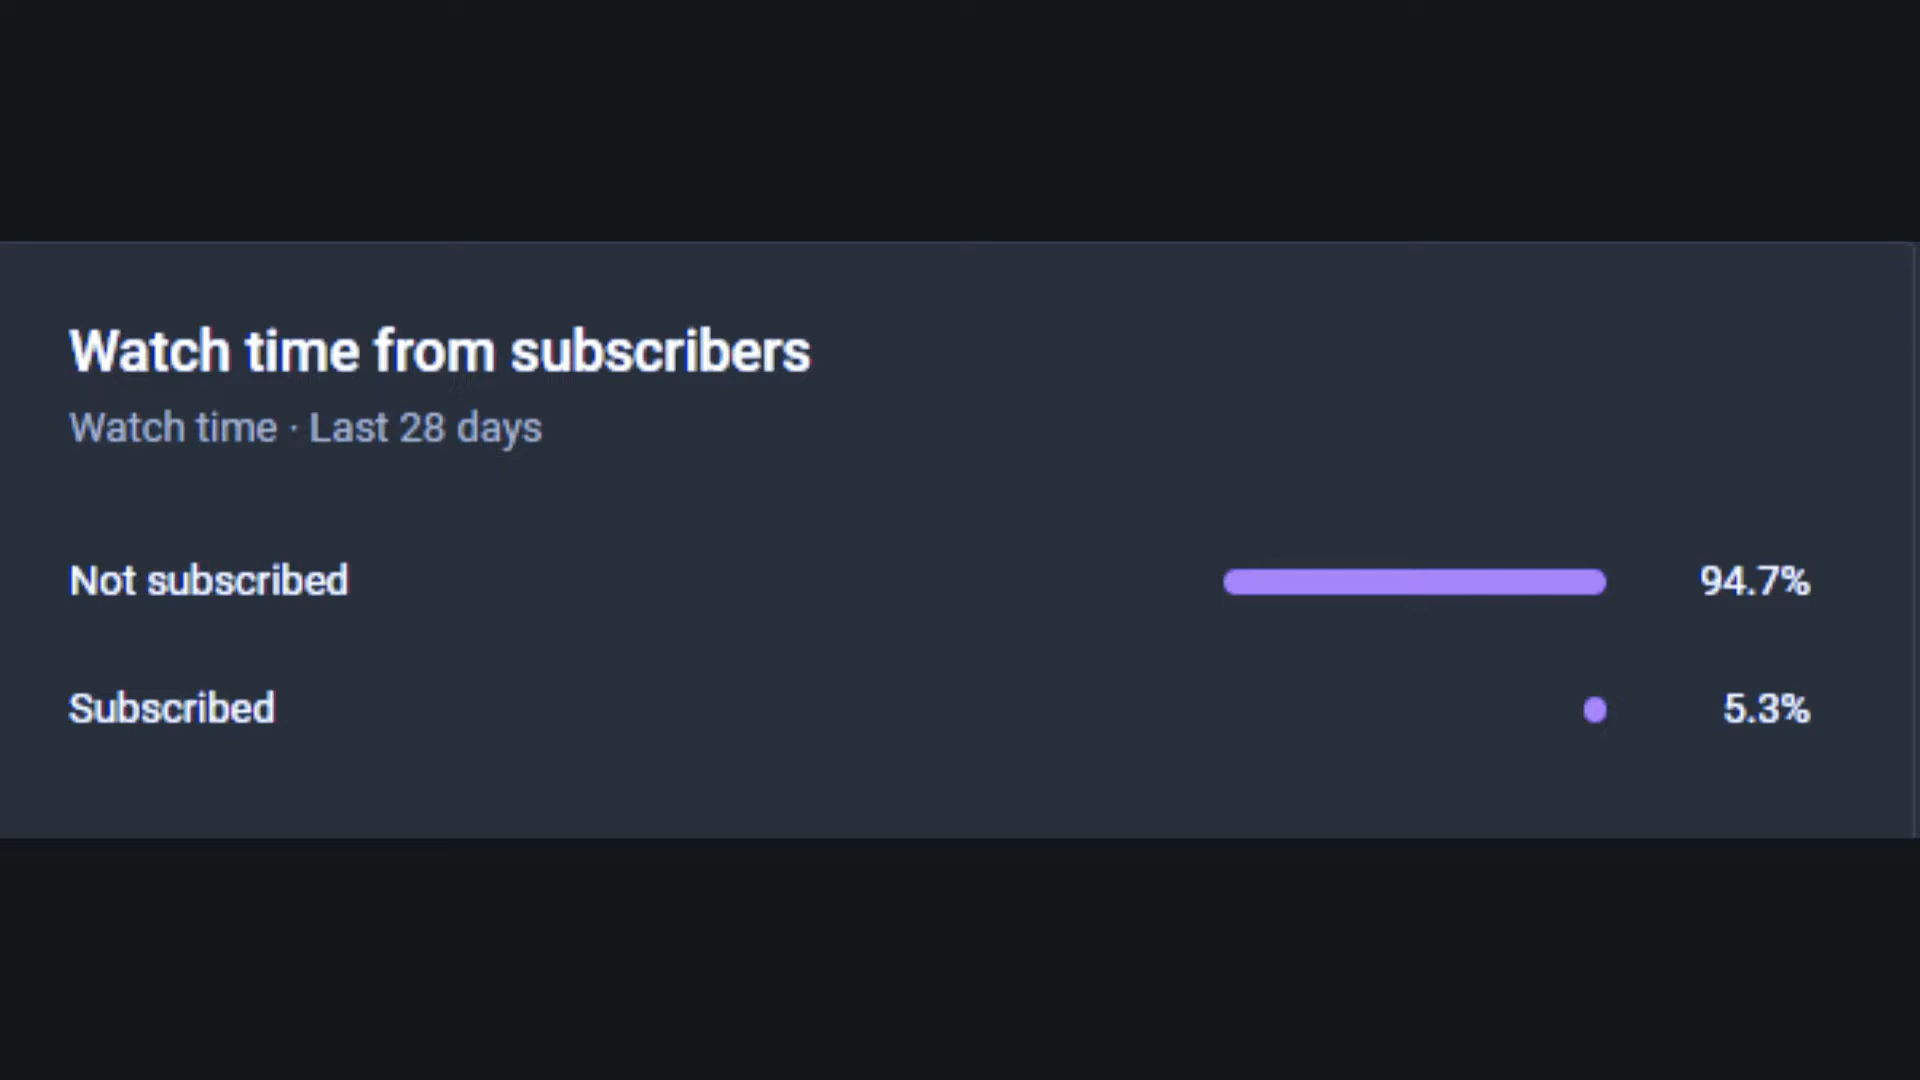 Watch time from subscribers
Watch time · Last 28 days
Not subscribed 94.7%
Subscribed 5.3%